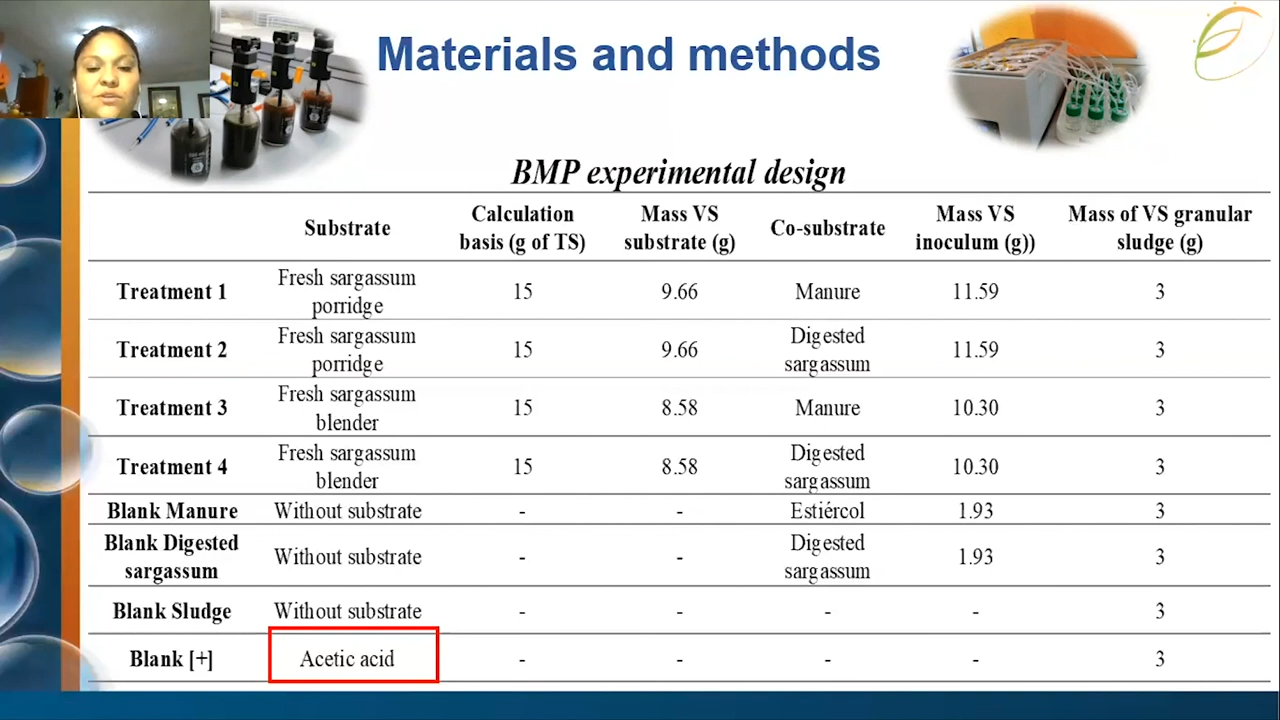 Materials and methods
BMP experimental design
Substrate
Calculation
basis (g of TS)
Mass VS
substrate (g)
Co-substrate
Mass VS
inoculum (g))
Mass of VS granular
sludge (g)
Treatment 1
Fresh sargassum
porridge
15
9.66
Manure
11.59
3
Treatment 2
Fresh sargassum
porridge
15
9.66
Digested
sargassum
11.59
3
Treatment 3
Fresh sargassum
blender
15
8.58
Manure
10.30
3
Treatment 4
Fresh sargassum
blender
15
8.58
Digested
sargassum
10.30
3
Blank Manure
Without substrate
-
-
Estiércol
1.93
3
Blank Digested
sargassum
Without substrate
-
-
Digested
sargassum
1.93
3
Blank Sludge
Without substrate
-
-
-
-
3
Blank [+]
Acetic acid
-
-
-
-
3